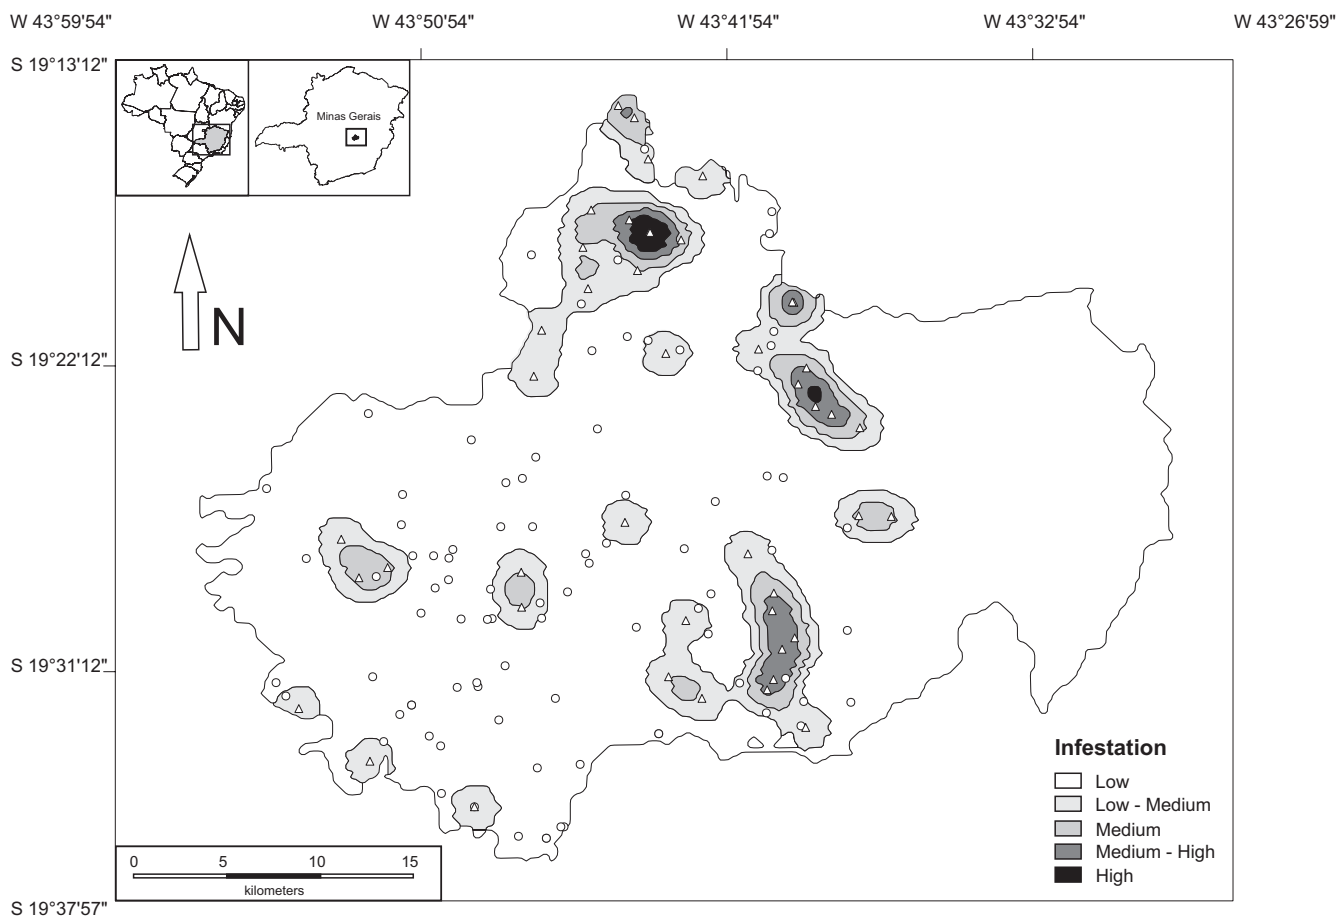 W 43°59'54" W 43°50'54" W 43°41'54" W 43°32'54" W 43°26'59"
S 19°13'12"
Minas Gerais
N
S 19°22'12"
S 19°31'12"
Infestation
Low
Low - Medium
Medium
Medium - High
High
0 5 10 15
kilometers
S 19°37'57"